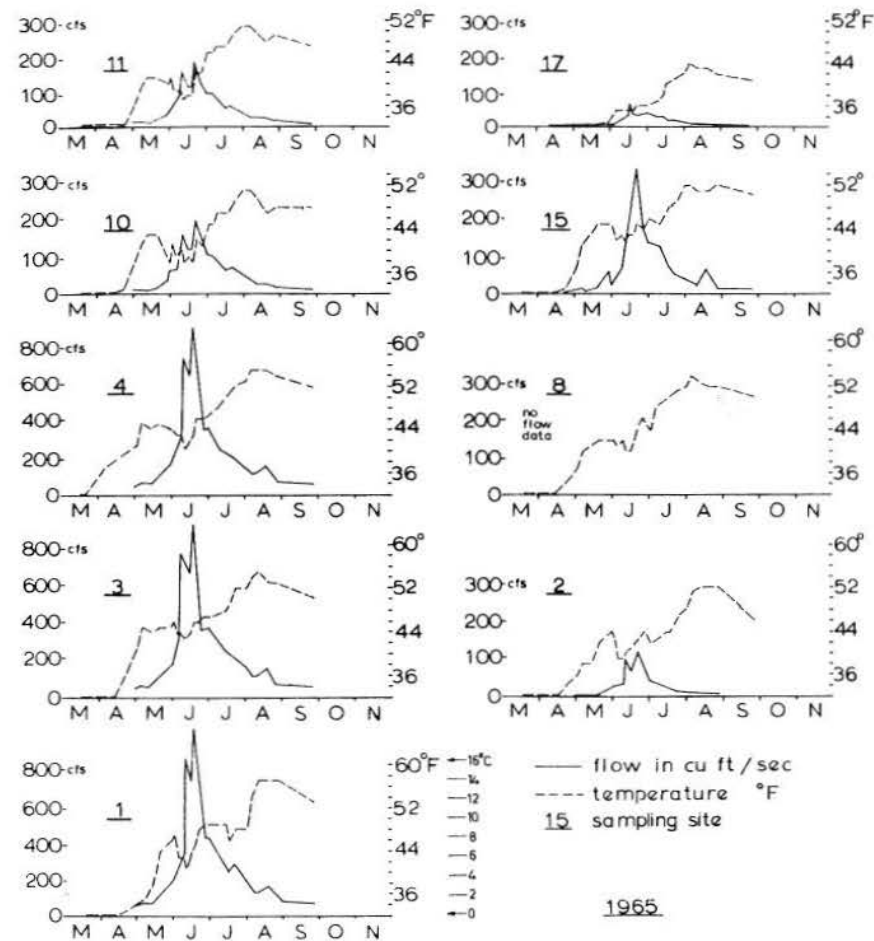 300-cfs
200-
100-
0-
11
52°F
44
36
M A M J J A S O N
300-cfs
200-
100-
0-
17
52°F
44
36
M A M J J A S O N
300-cfs
200-
100-
0-
10
52°
44
36
M A M J J A S O N
300-cfs
200-
100-
0-
15
52°
44
36
M A M J J A S O N
800-cfs
600-
400-
200-
0-
4
60°
52
44
36
M A M J J A S O N
300-cfs
200-
100-
0-
8
no
flow
data
60°
52
44
36
M A M J J A S O N
800-cfs
600-
400-
200-
0-
3
60°
52
44
36
M A M J J A S O N
300-cfs
200-
100-
0-
2
60°
52
44
36
M A M J J A S O N
800-cfs
600-
400-
200-
0-
1
60°F
52
44
36
M A M J J A S O N
16°C
14
12
10
8
6
4
2
0
flow in cu ft/sec
temperature °F
15 sampling site
1965